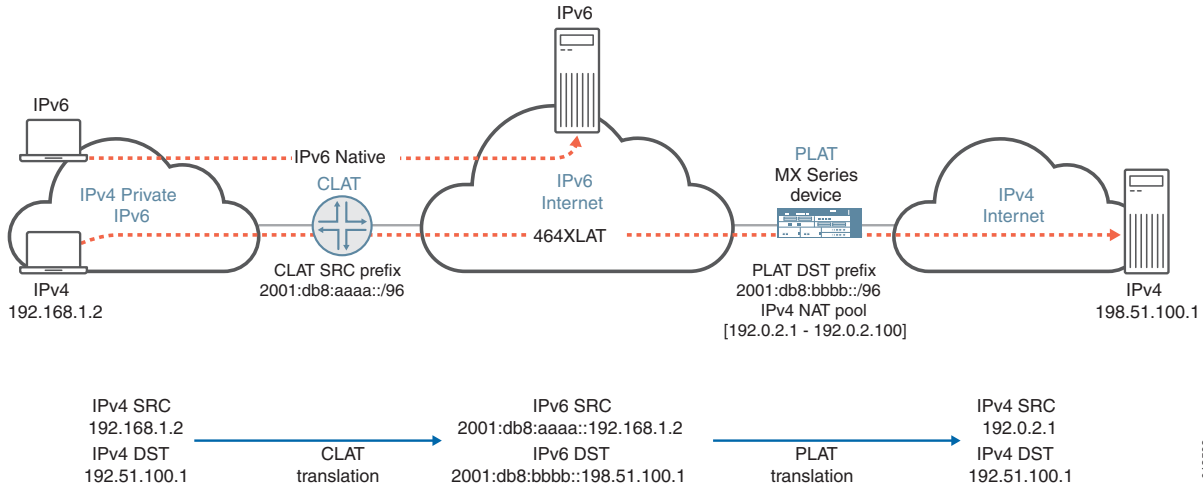 IPv6
IPv6
IPv6 Native
PLAT
MX Series
device
IPv4 Private
IPv6
CLAT
IPv6
Internet
IPv4
Internet
464XLAT
IPv4
192.168.1.2
CLAT SRC prefix
2001:db8:aaaa::/96
PLAT DST prefix
2001:db8:bbbb::/96
IPv4 NAT pool
[192.0.2.1 - 192.0.2.100]
IPv4
198.51.100.1
IPv4 SRC
192.168.1.2
IPv4 DST
192.51.100.1
CLAT
translation
IPv6 SRC
2001:db8:aaaa::192.168.1.2
IPv6 DST
2001:db8:bbbb::198.51.100.1
PLAT
translation
IPv4 SRC
192.0.2.1
IPv4 DST
192.51.100.1